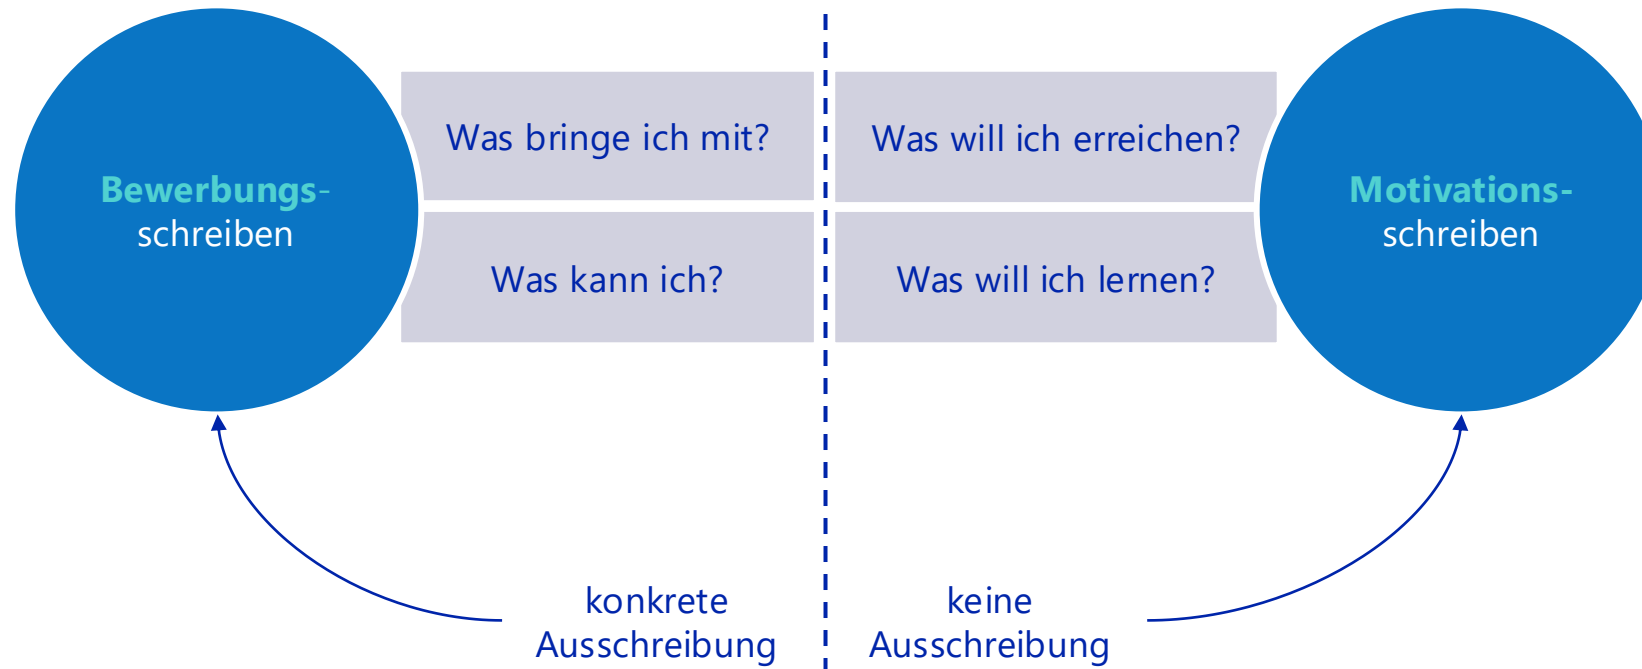 Bewerbungs-
schreiben
Was bringe ich mit?
Was kann ich?
Was will ich erreichen?
Was will ich lernen?
Motivations-
schreiben
konkrete
Ausschreibung
keine
Ausschreibung